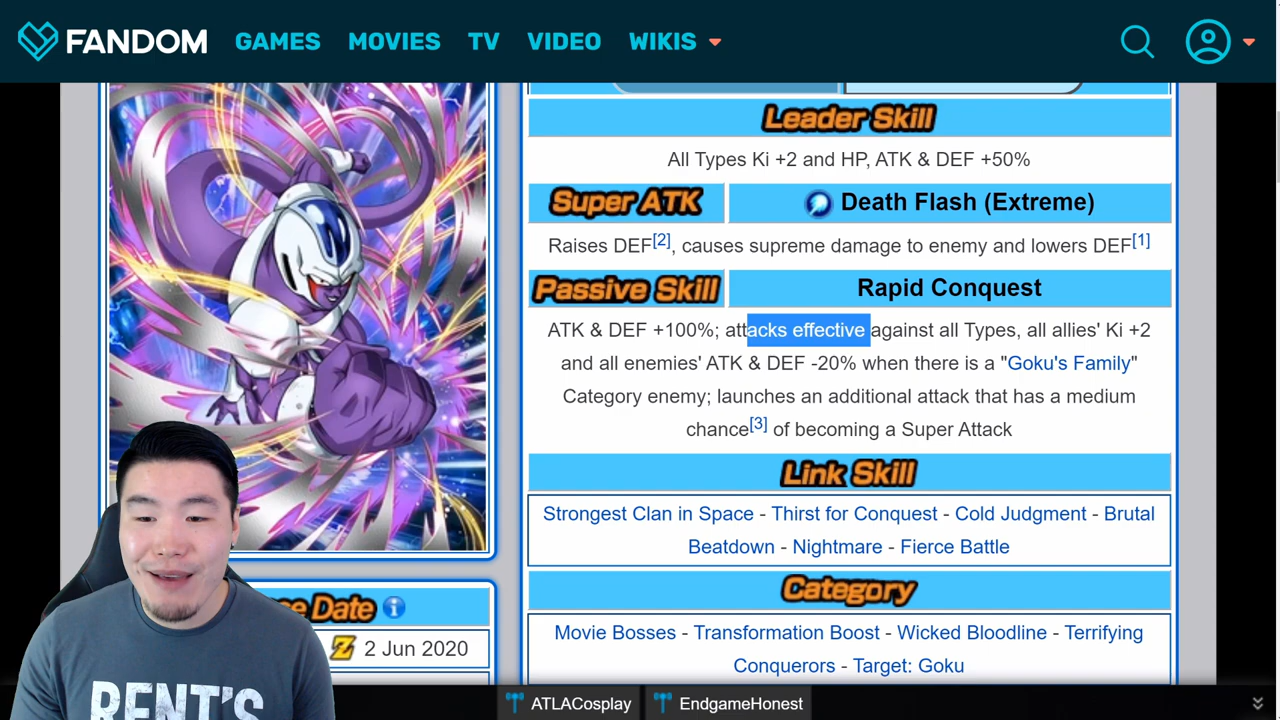 FANDOM GAMES MOVIES TV VIDEO WIKIS
Leader Skill
All Types Ki +2 and HP, ATK & DEF +50%
Super ATK Death Flash (Extreme)
Raises DEF[2], causes supreme damage to enemy and lowers DEF[1]
Passive Skill Rapid Conquest
ATK & DEF +100%; attacks effective against all Types, all allies' Ki +2
and all enemies' ATK & DEF -20% when there is a "Goku's Family"
Category enemy; launches an additional attack that has a medium
chance[3] of becoming a Super Attack
Link Skill
Strongest Clan in Space - Thirst for Conquest - Cold Judgment - Brutal
Beatdown - Nightmare - Fierce Battle
Category
Movie Bosses - Transformation Boost - Wicked Bloodline - Terrifying
Conquerors - Target: Goku
se Date i
Z 2 Jun 2020
RENT'S
ATLACosplay EndgameHonest